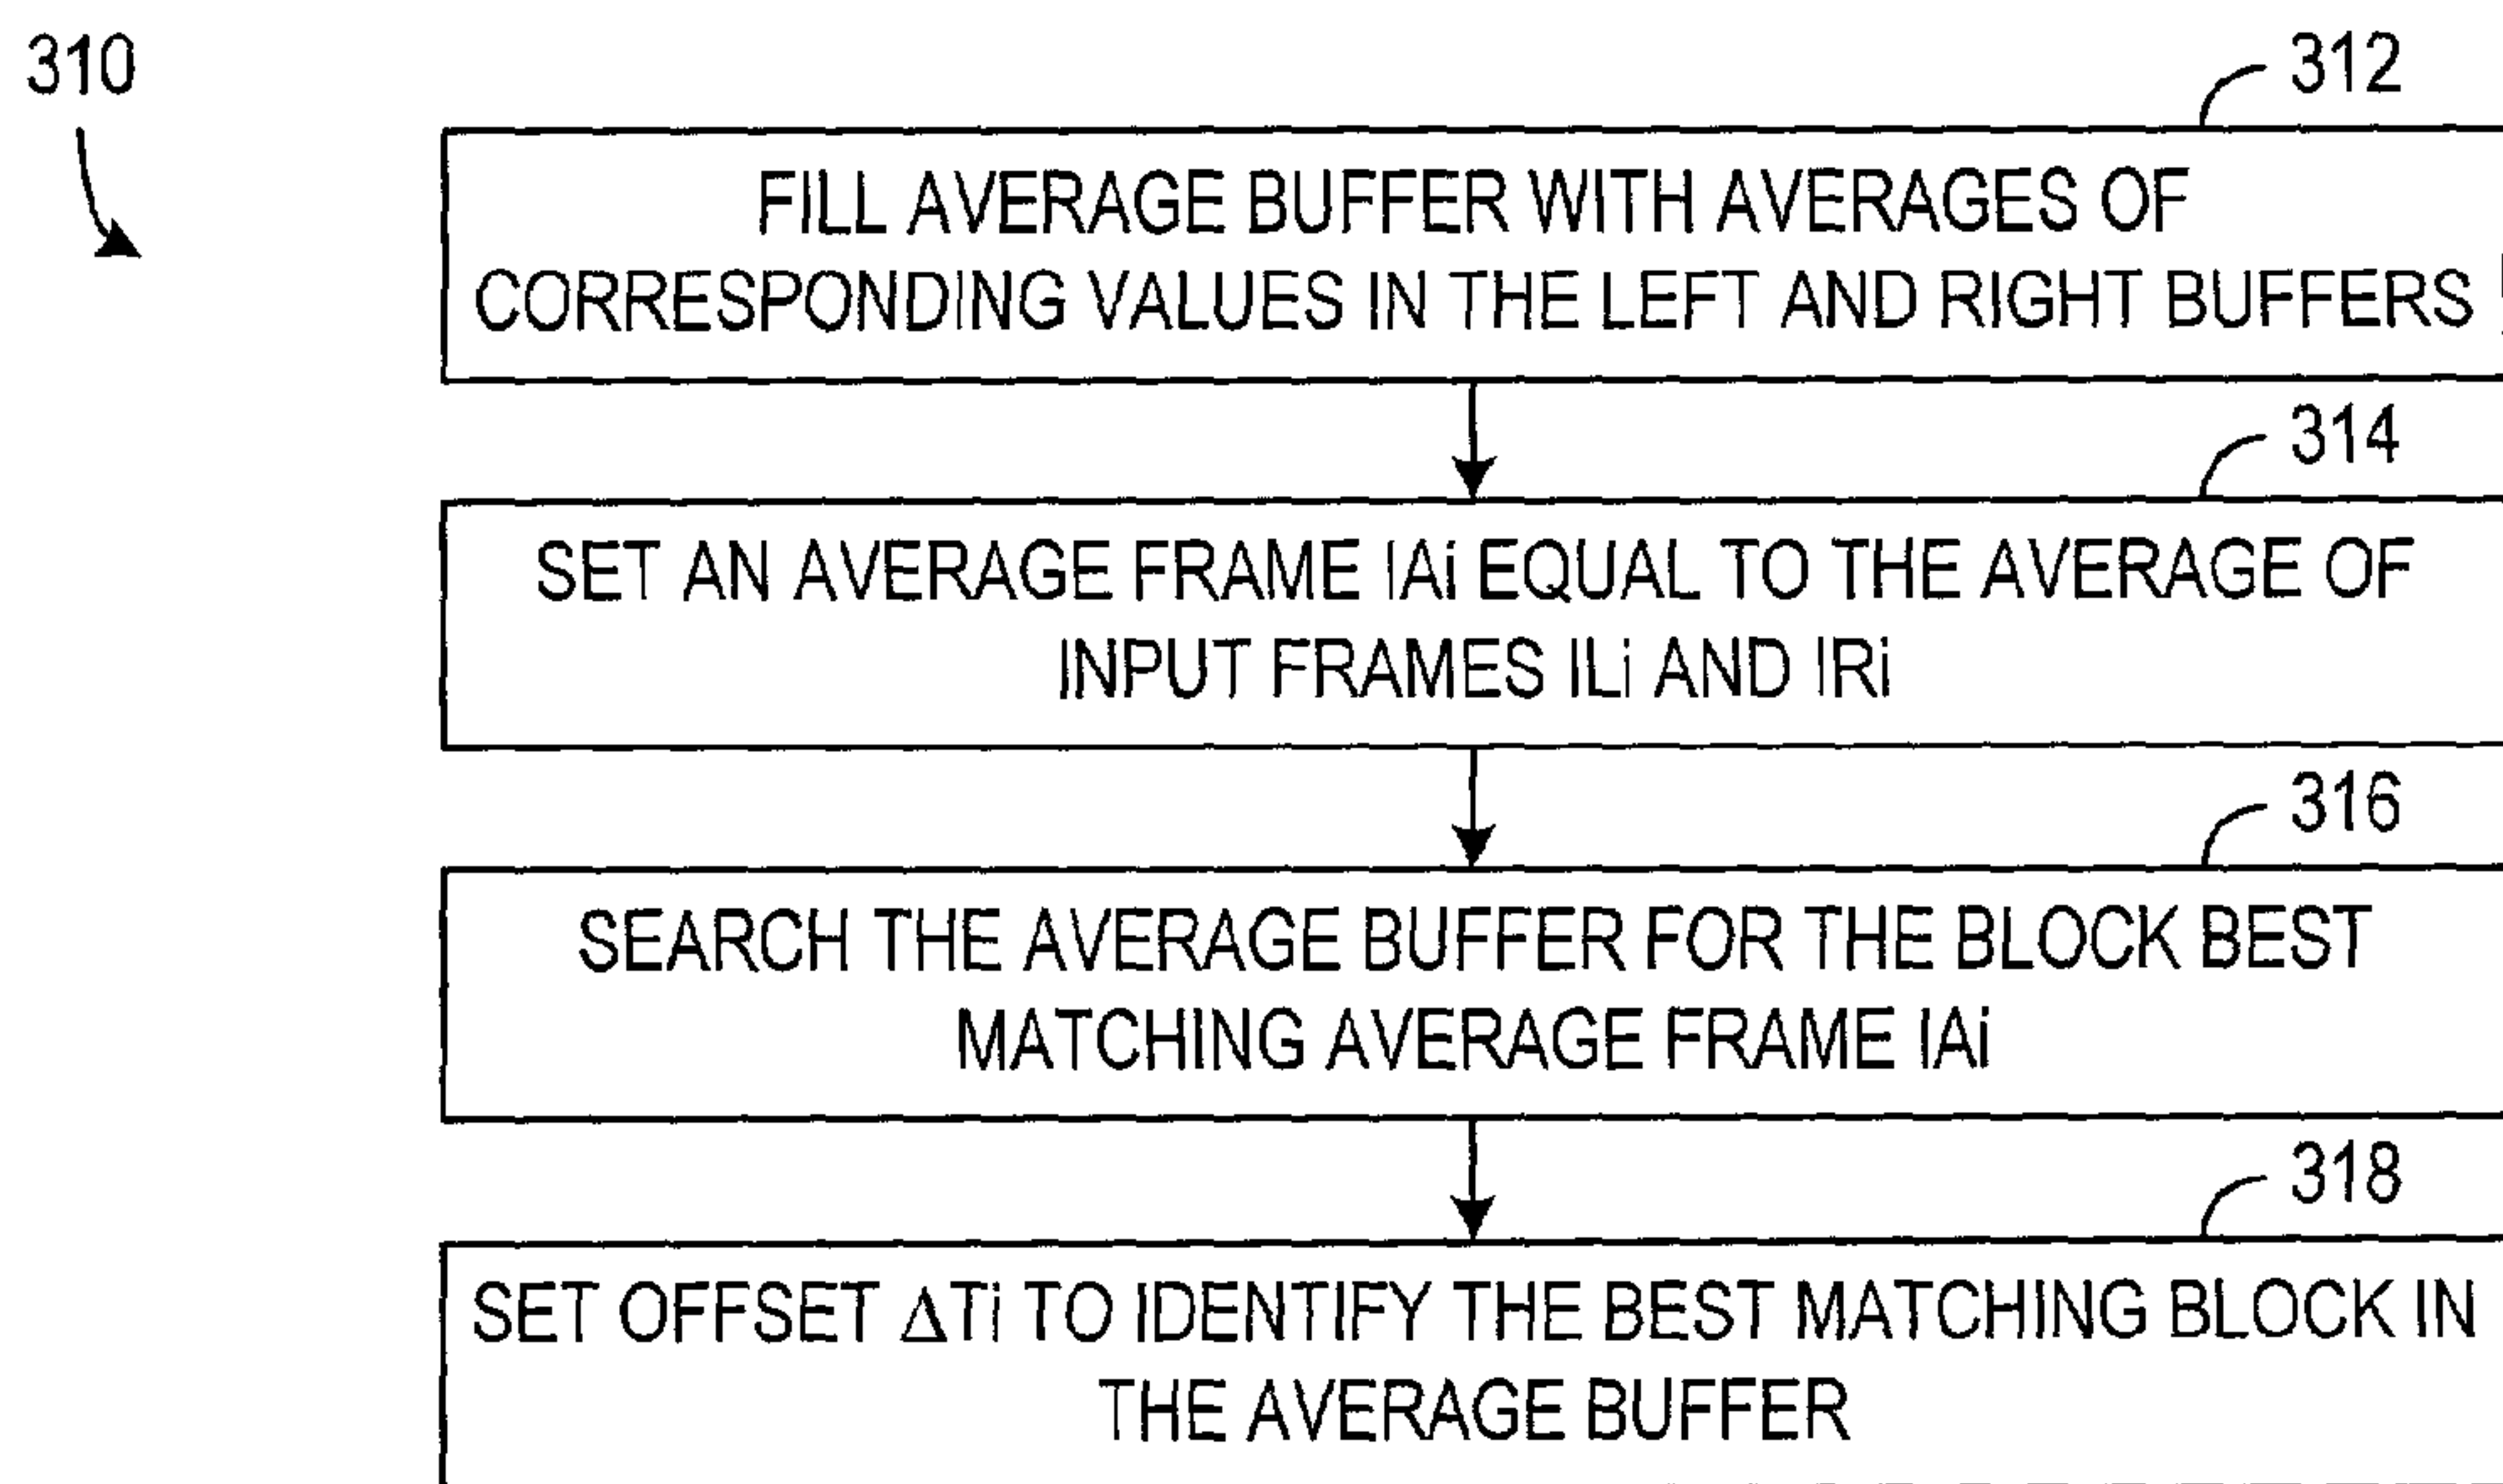 310
312
FILL AVERAGE BUFFER WITH AVERAGES OF
CORRESPONDING VALUES IN THE LEFT AND RIGHT BUFFERS
314
SET AN AVERAGE FRAME IAi EQUAL TO THE AVERAGE OF
INPUT FRAMES ILi AND IRi
316
SEARCH THE AVERAGE BUFFER FOR THE BLOCK BEST
MATCHING AVERAGE FRAME IAi
318
SET OFFSET ΔTi TO IDENTIFY THE BEST MATCHING BLOCK IN
THE AVERAGE BUFFER